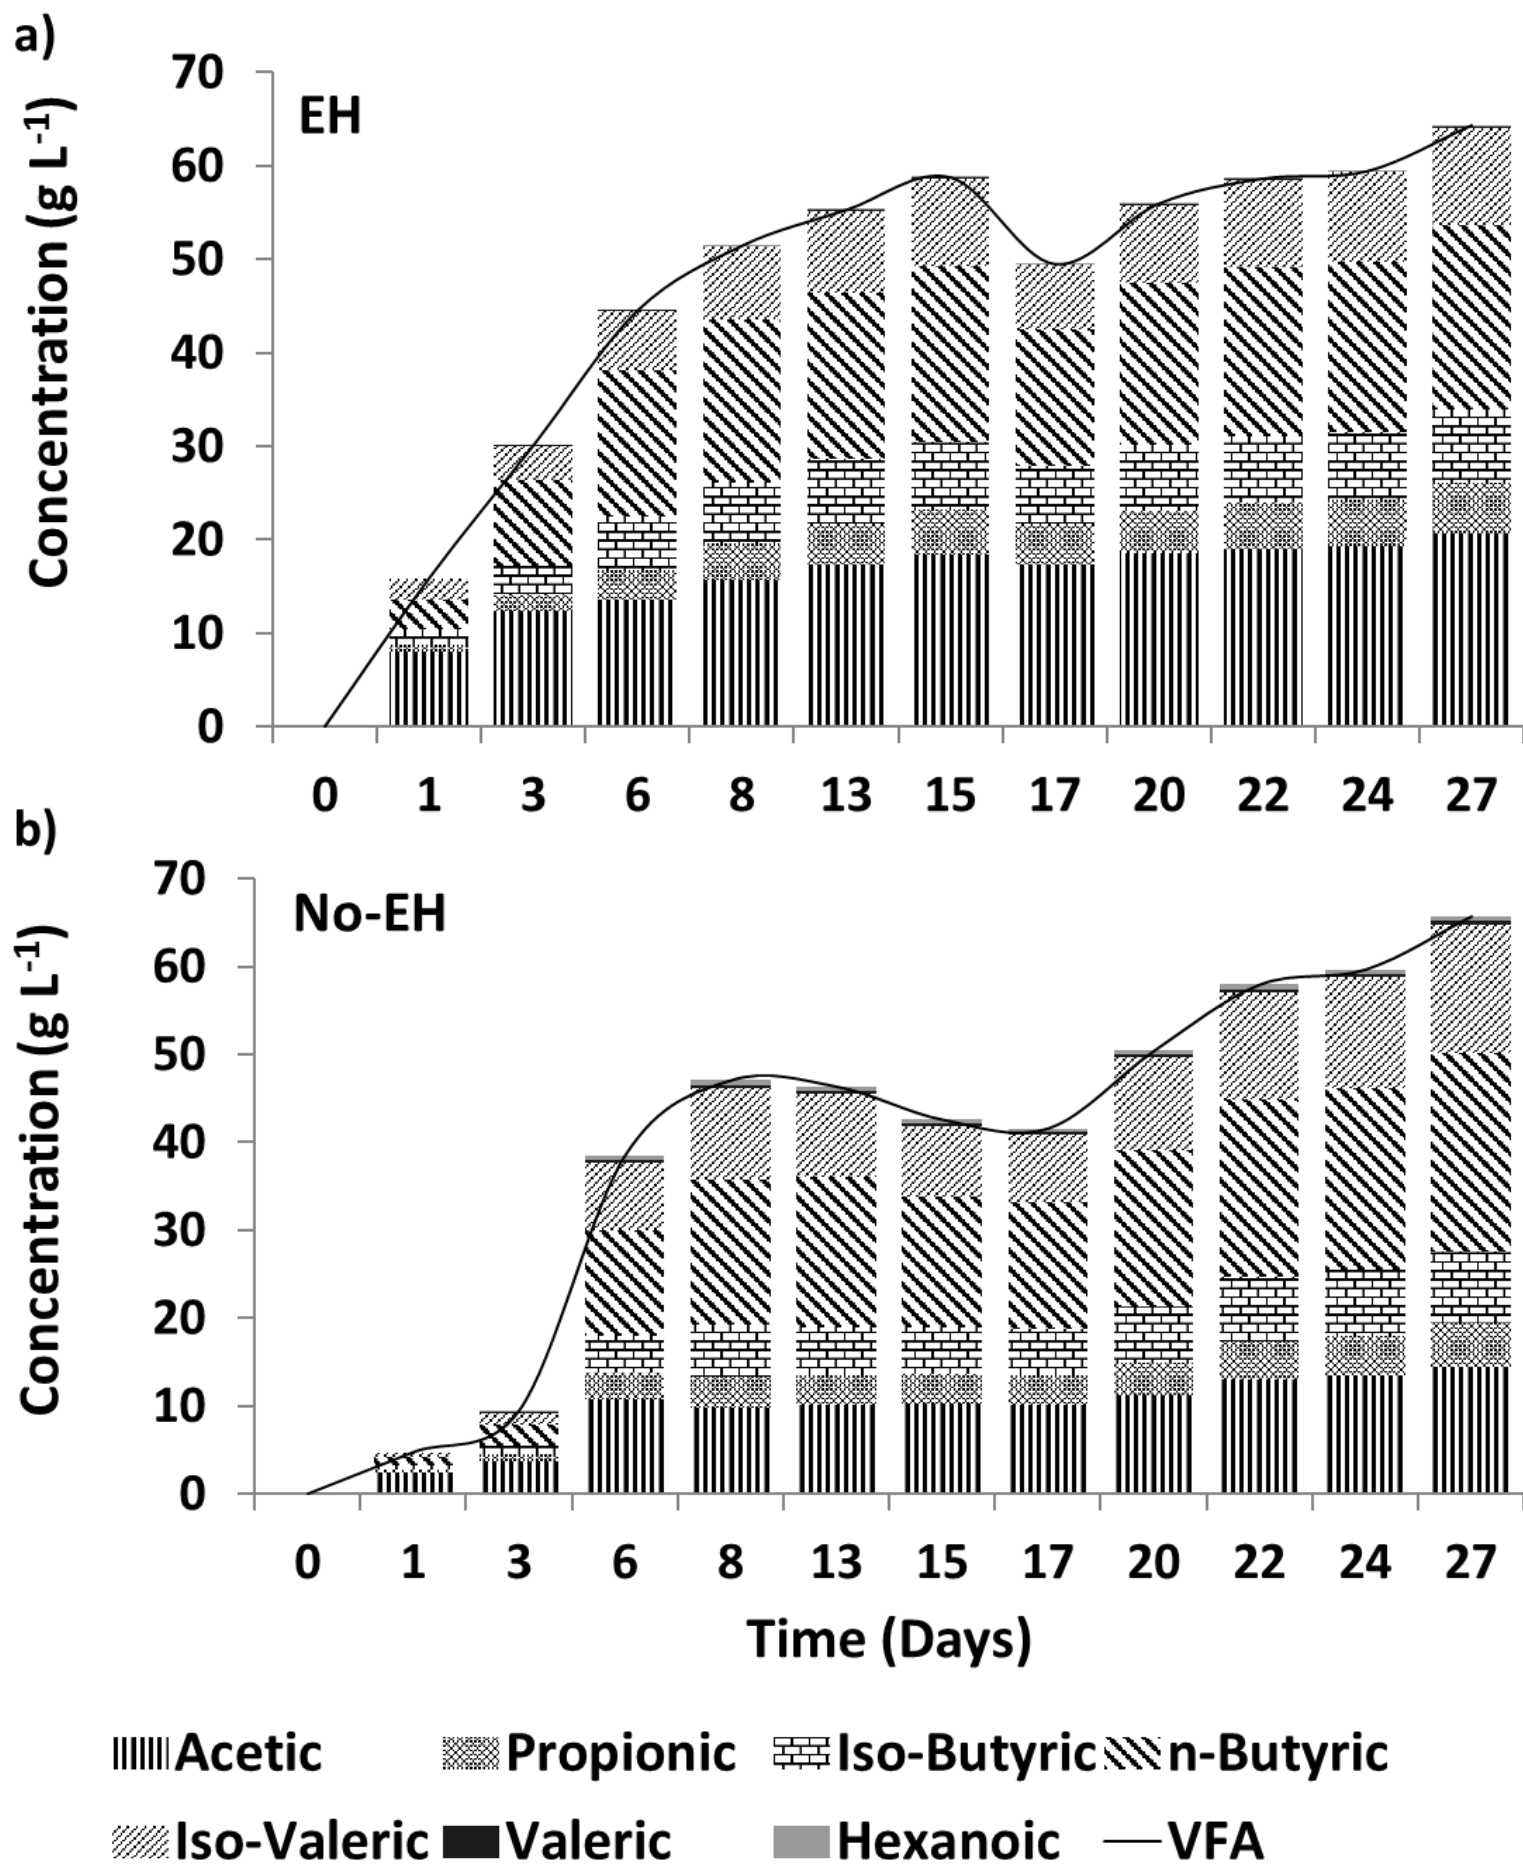 a)
EH
Concentration (g L⁻¹)
70
60
50
40
30
20
10
0
0 1 3 6 8 13 15 17 20 22 24 27
b)
No-EH
Concentration (g L⁻¹)
70
60
50
40
30
20
10
0
0 1 3 6 8 13 15 17 20 22 24 27
Time (Days)
Acetic Propionic Iso-Butyric n-Butyric
Iso-Valeric Valeric Hexanoic VFA